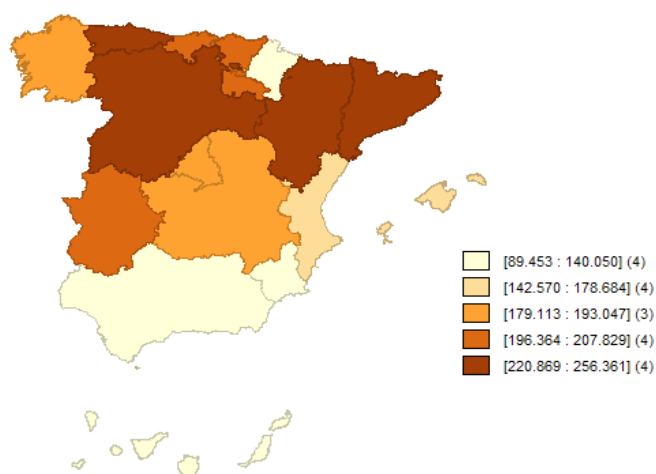 [89.453 : 140.050] (4)
[142.570 : 178.684] (4)
[179.113 : 193.047] (3)
[196.364 : 207.829] (4)
[220.869 : 256.361] (4)